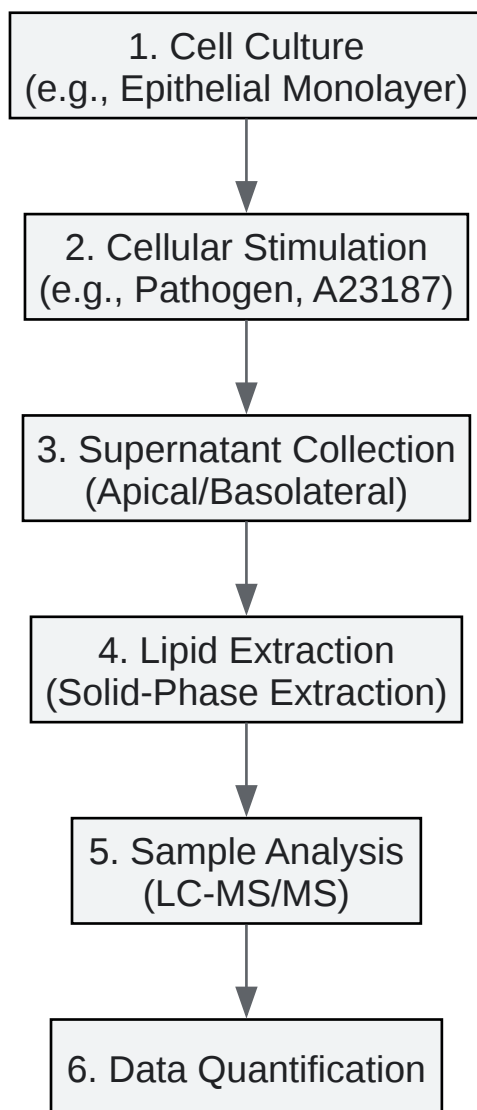 1. Cell Culture
(e.g., Epithelial Monolayer)
2. Cellular Stimulation
(e.g., Pathogen, A23187)
3. Supernatant Collection
(Apical/Basolateral)
4. Lipid Extraction
(Solid-Phase Extraction)
5. Sample Analysis
(LC-MS/MS)
6. Data Quantification